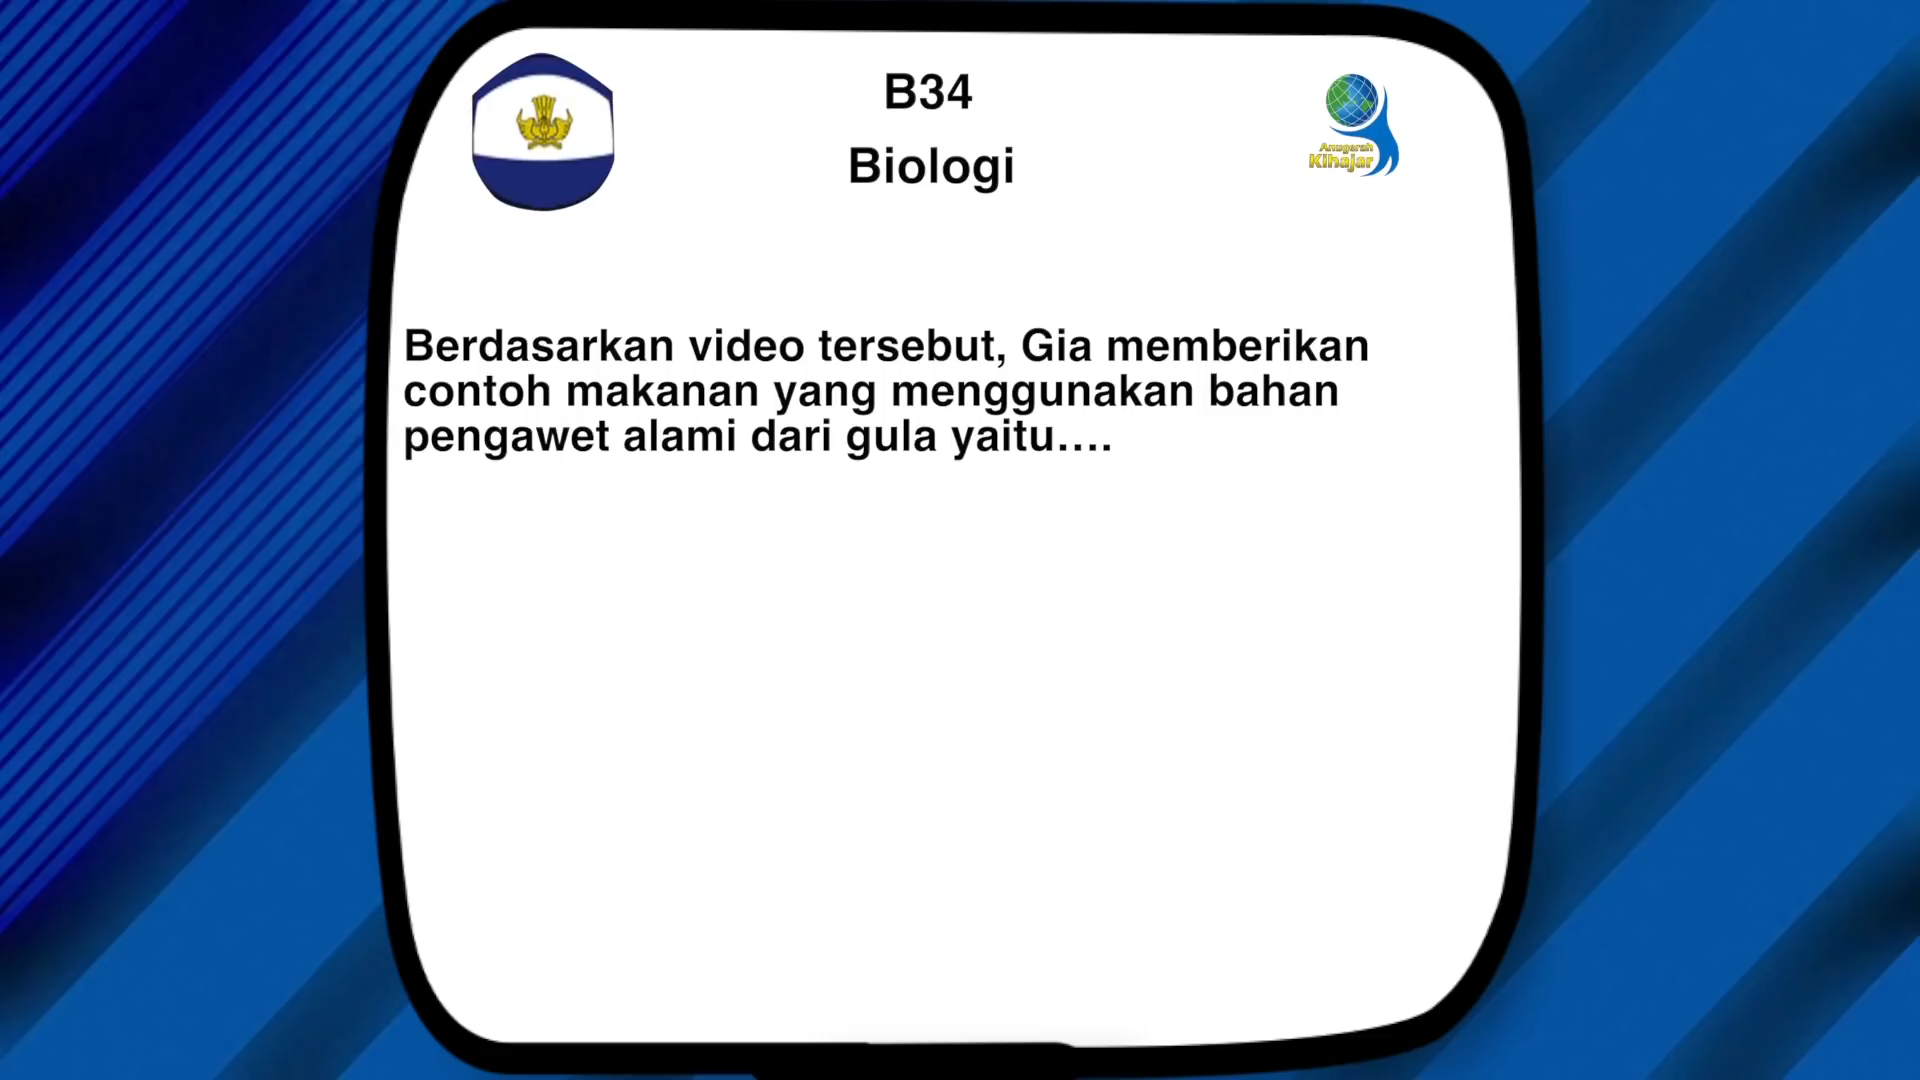 B34
Biologi
Anugerah
Kihajar
Berdasarkan video tersebut, Gia memberikan
contoh makanan yang menggunakan bahan
pengawet alami dari gula yaitu....